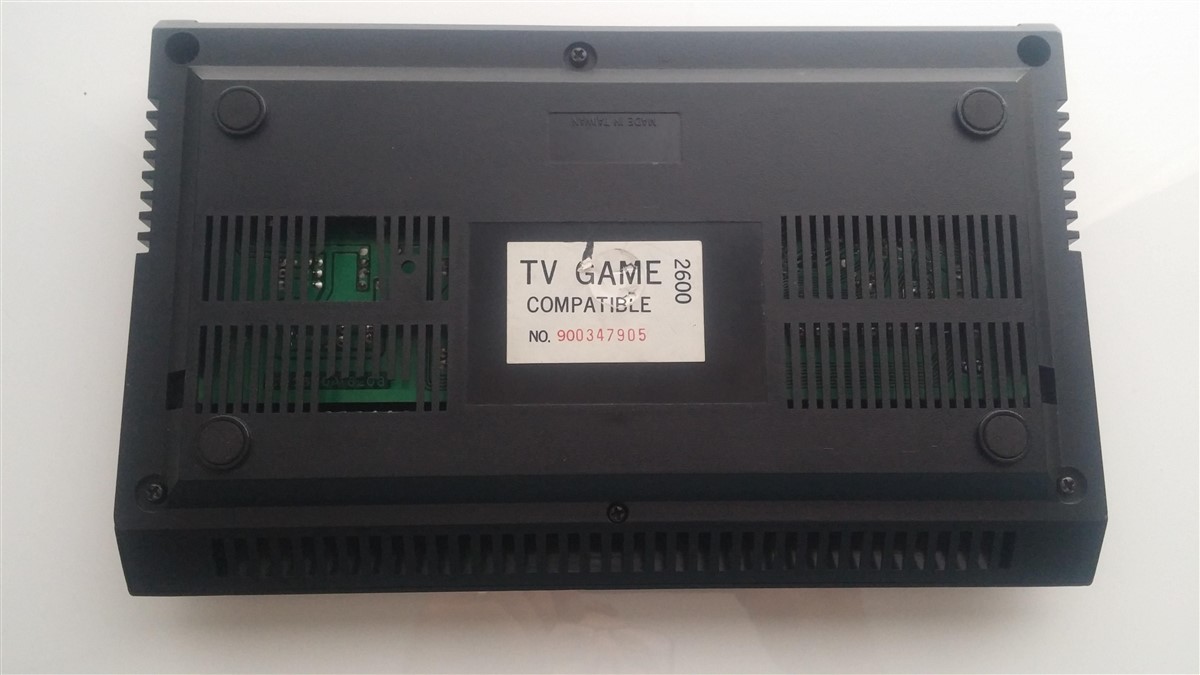 MADE IN TAIWAN
TV GAME
COMPATIBLE
2600
NO. 900347905